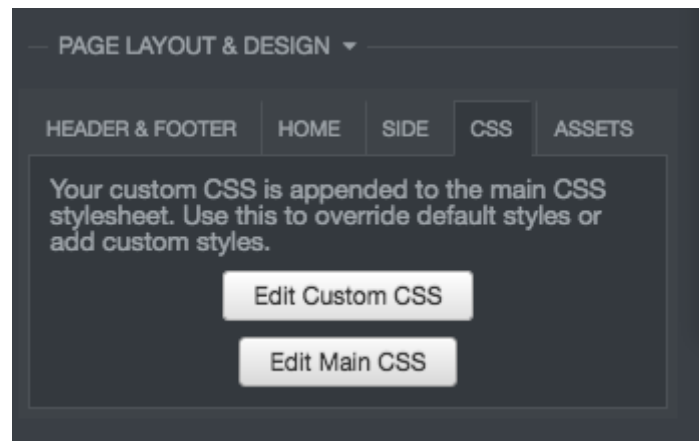 PAGE LAYOUT & DESIGN
HEADER & FOOTER HOME SIDE CSS ASSETS
Your custom CSS is appended to the main CSS
stylesheet. Use this to override default styles or
add custom styles.
Edit Custom CSS
Edit Main CSS